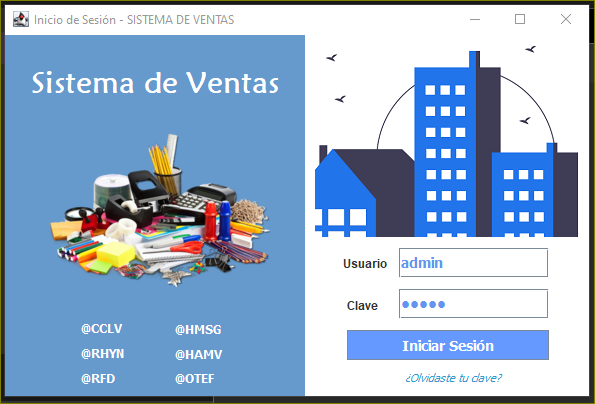 Inicio de Sesión - SISTEMA DE VENTAS
Sistema de Ventas
@CCLV @HMSG
@RHYN @HAMV
@RFD @OTEF
Usuario admin
Clave •••••
Iniciar Sesión
¿Olvidaste tu clave?